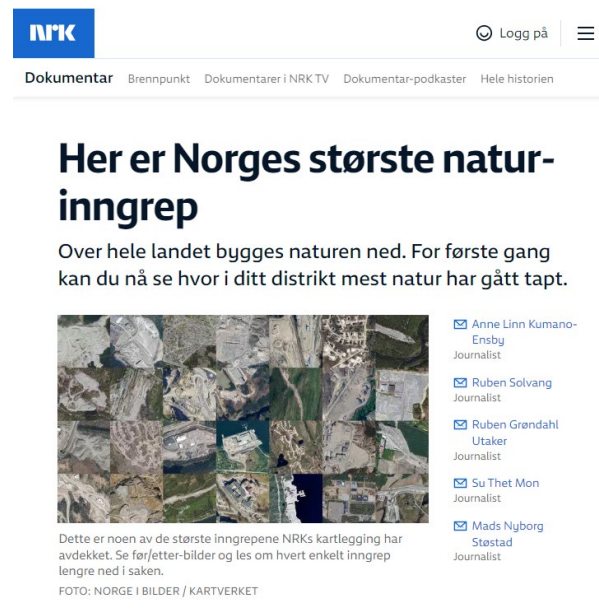 NRK
Logg på
Dokumentar Brennpunkt Dokumentarer i NRK TV Dokumentar-podkaster Hele historien
Her er Norges største natur-
inngrep
Over hele landet bygges naturen ned. For første gang
kan du nå se hvor i ditt distrikt mest natur har gått tapt.
Anne Linn Kumano-
Ensby
Journalist
Ruben Solvang
Journalist
Ruben Grøndahl
Utaker
Journalist
Su Thet Mon
Journalist
Mads Nyborg
Støstad
Journalist
Dette er noen av de største inngrepene NRKs kartlegging har
avdekket. Se før/etter-bilder og les om hvert enkelt inngrep
lengre ned i saken.
FOTO: NORGE I BILDER / KARTVERKET